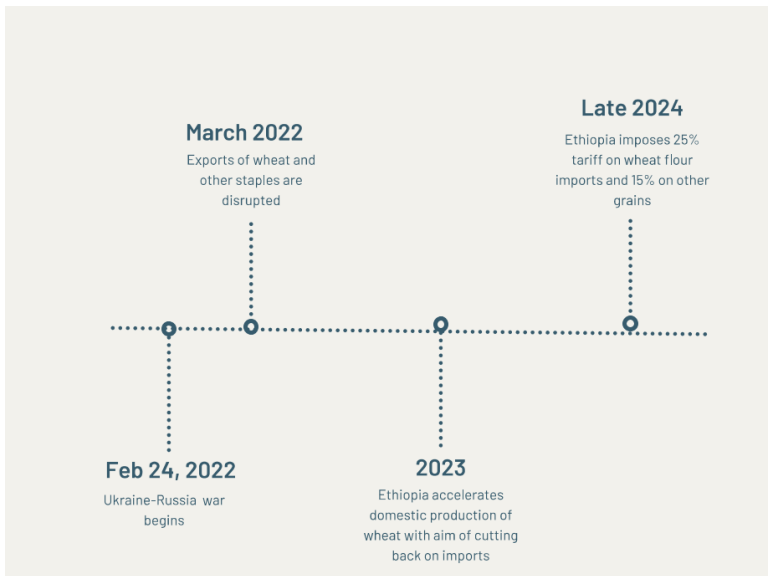 Late 2024
Ethiopia imposes 25%
tariff on wheat flour
imports and 15% on other
grains
March 2022
Exports of wheat and
other staples are
disrupted
Feb 24, 2022
Ukraine-Russia war
begins
2023
Ethiopia accelerates
domestic production of
wheat with aim of cutting
back on imports